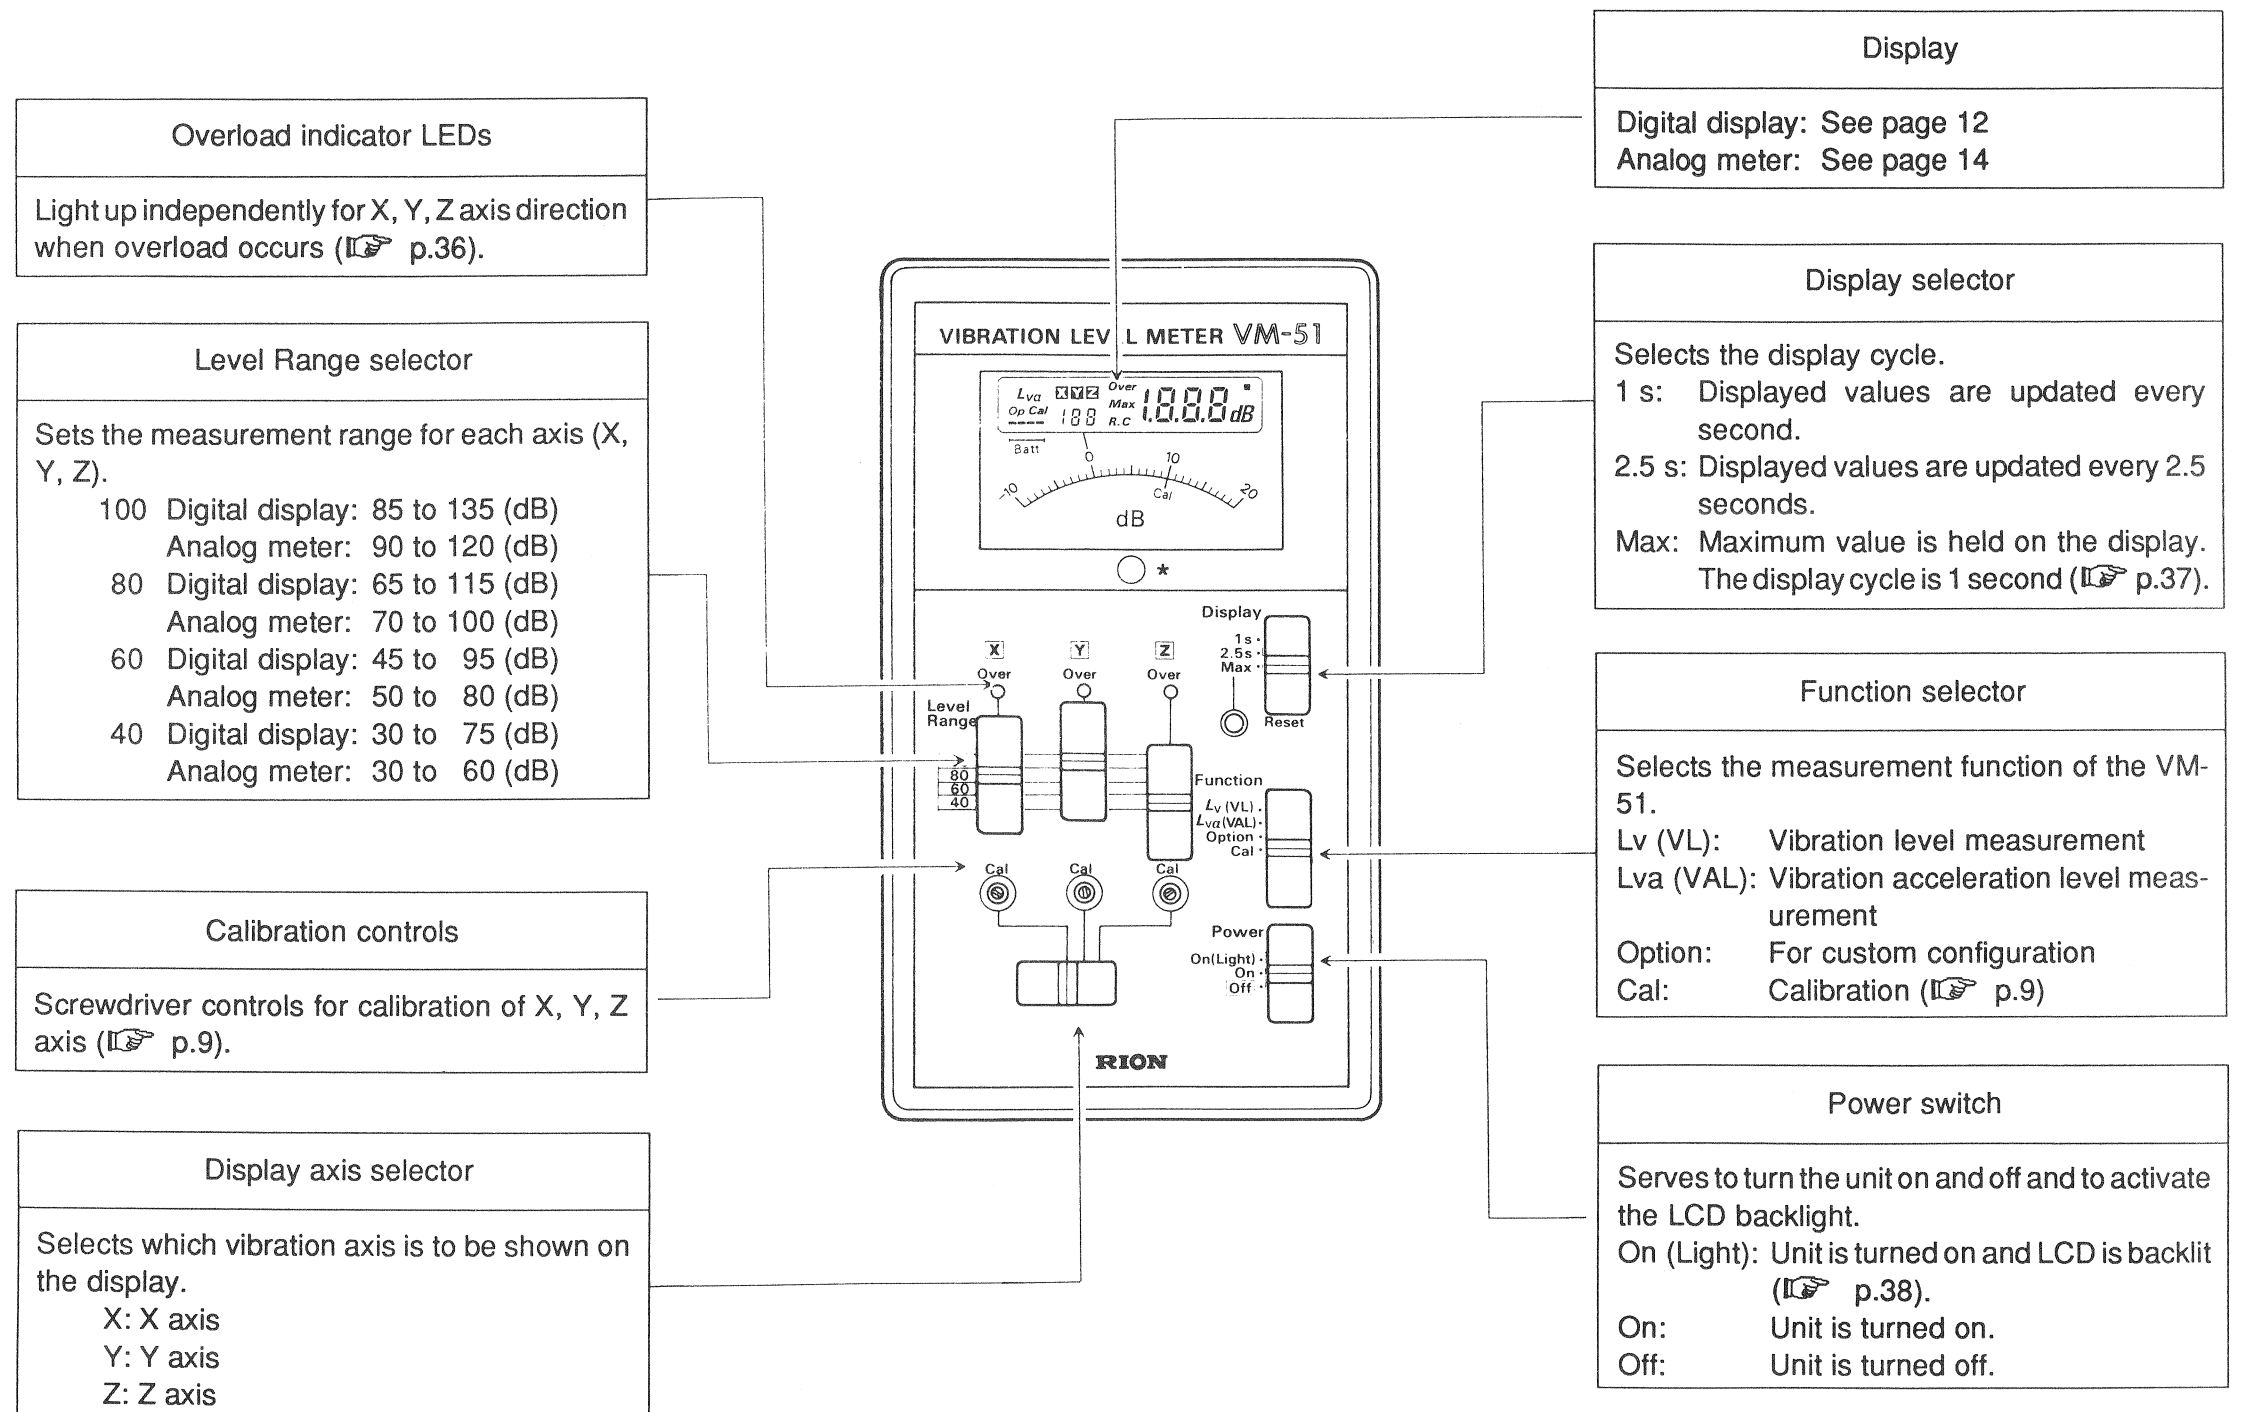 Overload indicator LEDs
Light up independently for X, Y, Z axis direction
when overload occurs (☞ p.36).
Level Range selector
Sets the measurement range for each axis (X,
Y, Z).
100 Digital display: 85 to 135 (dB)
Analog meter: 90 to 120 (dB)
80 Digital display: 65 to 115 (dB)
Analog meter: 70 to 100 (dB)
60 Digital display: 45 to 95 (dB)
Analog meter: 50 to 80 (dB)
40 Digital display: 30 to 75 (dB)
Analog meter: 30 to 60 (dB)
Calibration controls
Screwdriver controls for calibration of X, Y, Z
axis (☞ p.9).
Display axis selector
Selects which vibration axis is to be shown on
the display.
X: X axis
Y: Y axis
Z: Z axis
VIBRATION LEV L METER VM-51
Lva X Y Z Over
Op Cal 188 Max 1.8.8.8 dB
R.C
Batt
-10 0 10 20
Cal
dB
*
Display
1s
2.5s
Max
Reset
X Y Z
Over Over Over
Level
Range
80
60
40
Function
Lv (VL)
Lva (VAL)
Option
Cal
Cal Cal Cal
Power
On(Light)
On
Off
RION
Display
Digital display: See page 12
Analog meter: See page 14
Display selector
Selects the display cycle.
1 s: Displayed values are updated every
second.
2.5 s: Displayed values are updated every 2.5
seconds.
Max: Maximum value is held on the display.
The display cycle is 1 second (☞ p.37).
Function selector
Selects the measurement function of the VM-
51.
Lv (VL): Vibration level measurement
Lva (VAL): Vibration acceleration level meas-
urement
Option: For custom configuration
Cal: Calibration (☞ p.9)
Power switch
Serves to turn the unit on and off and to activate
the LCD backlight.
On (Light): Unit is turned on and LCD is backlit
(☞ p.38).
On: Unit is turned on.
Off: Unit is turned off.